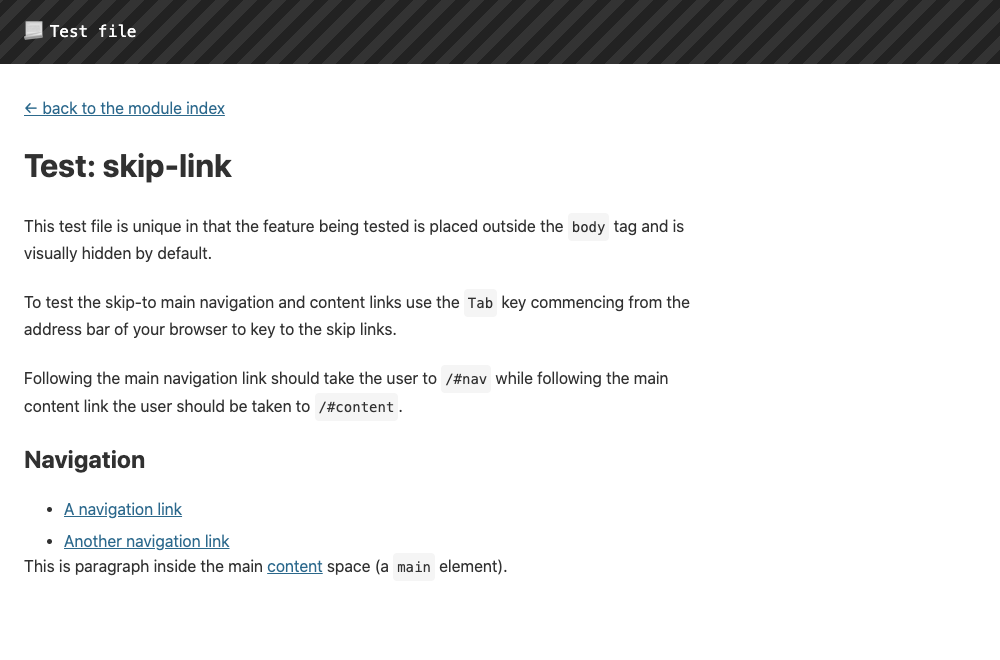 Test file
← back to the module index
Test: skip-link
This test file is unique in that the feature being tested is placed outside the body tag and is
visually hidden by default.
To test the skip-to main navigation and content links use the Tab key commencing from the
address bar of your browser to key to the skip links.
Following the main navigation link should take the user to /#nav while following the main
content link the user should be taken to /#content.
Navigation
• A navigation link
• Another navigation link
This is paragraph inside the main content space (a main element).